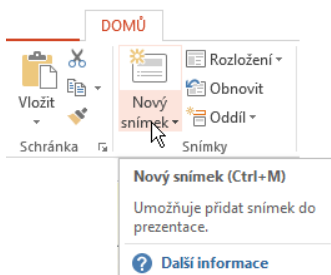 DOMŮ
Vložit
Nový
snímek
Rozložení
Obnovit
Oddíl
Schránka
Snímky
Nový snímek (Ctrl+M)
Umožňuje přidat snímek do
prezentace.
? Další informace